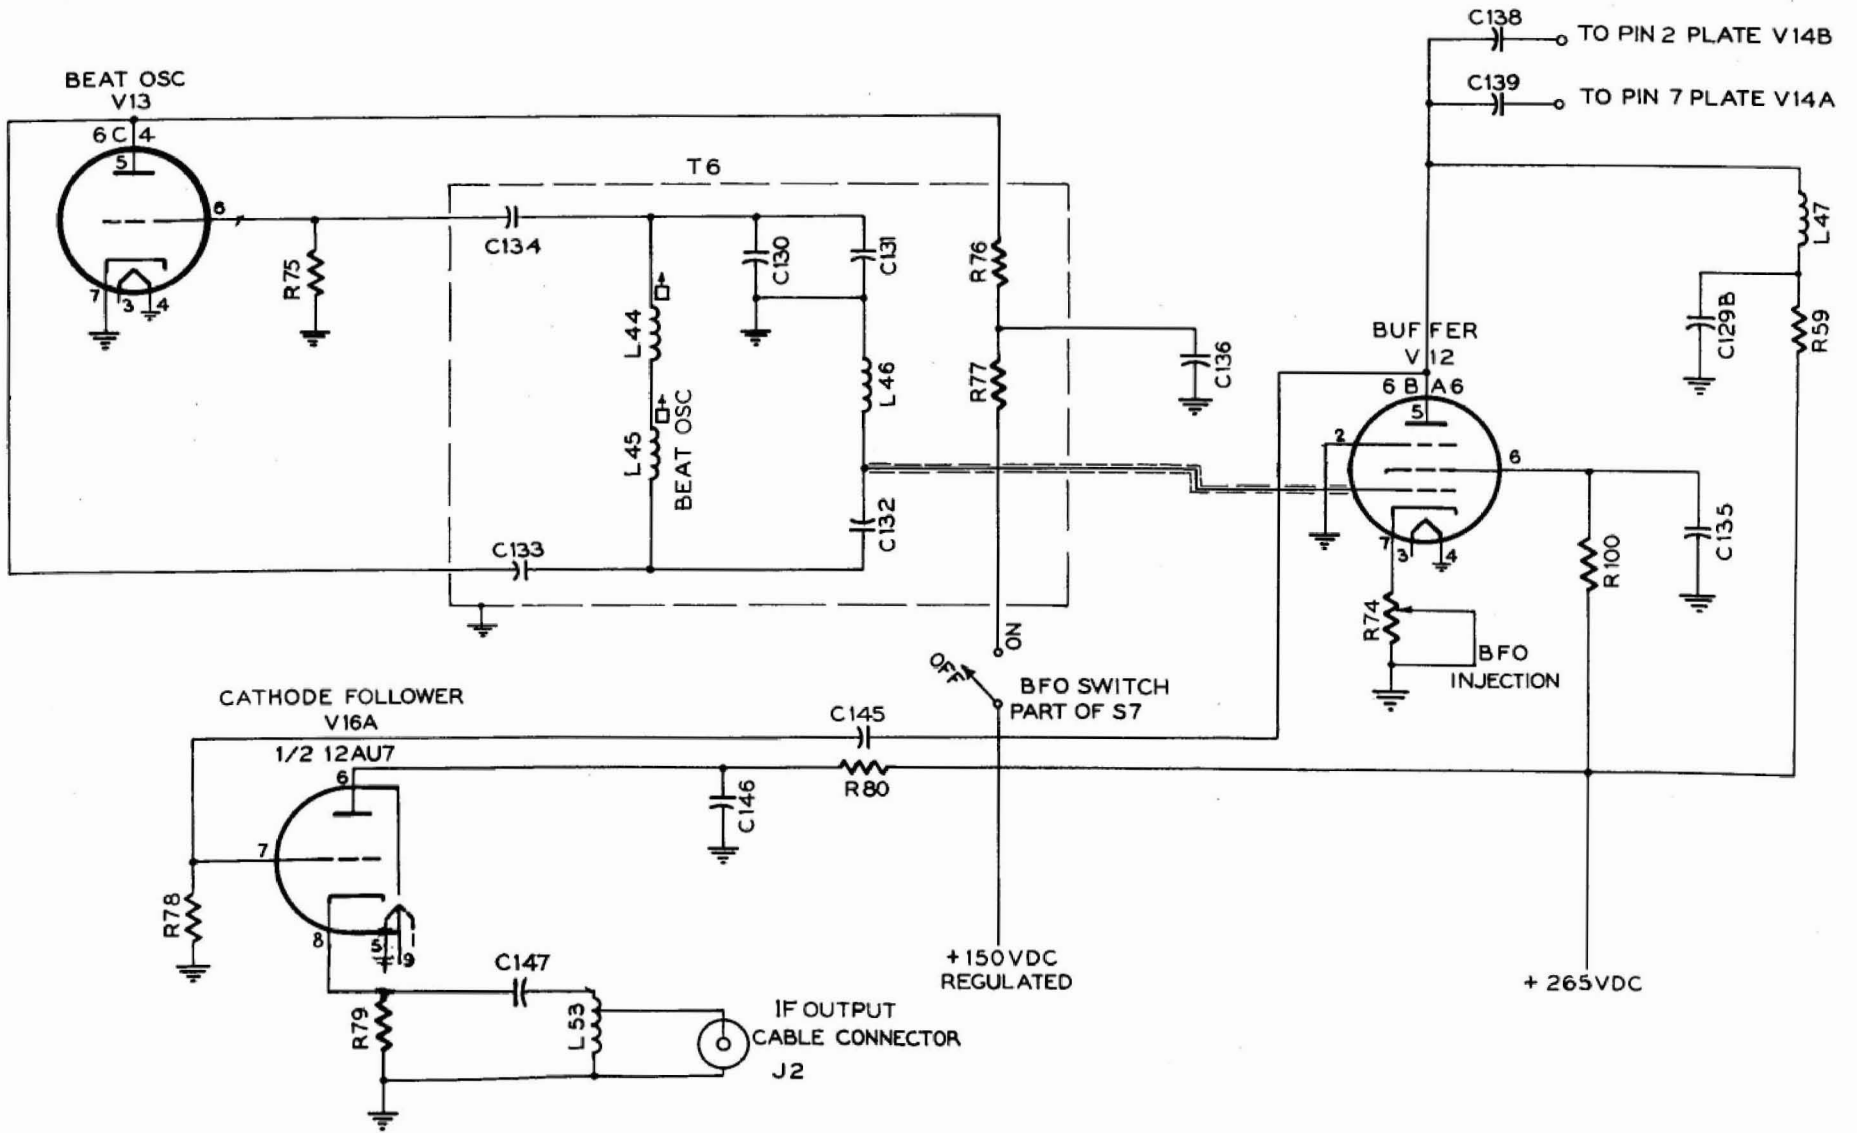 C138
TO PIN 2 PLATE V14B
C139
TO PIN 7 PLATE V14A
BEAT OSC
V13
6C4
5
6
7
3
4
R75
T6
C134
C130
C131
L44
L45
BEAT OSC
L46
C132
C133
R76
R77
C136
BUFFER
V12
6BA6
5
2
6
7
3
4
L47
C129B
R59
C135
R100
R74
BFO
INJECTION
ON
OFF
BFO SWITCH
PART OF S7
CATHODE FOLLOWER
V16A
1/2 12AU7
6
7
8
5
9
C145
R80
C146
R78
R79
C147
L53
IF OUTPUT
CABLE CONNECTOR
J2
+150VDC
REGULATED
+265VDC